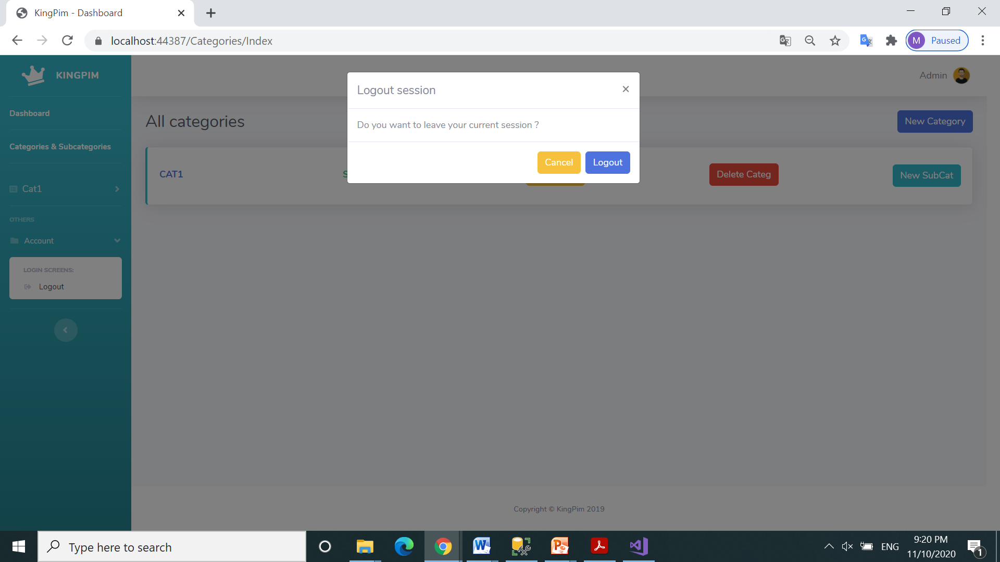 KingPim - Dashboard
localhost:44387/Categories/Index
M Paused
KINGPIM
Admin
Logout session
Do you want to leave your current session ?
Cancel
Logout
Dashboard
Categories & Subcategories
Cat1
OTHERS
Account
LOGIN SCREENS:
Logout
All categories
New Category
CAT1
S
Delete Categ
New SubCat
Copyright © KingPim 2019
Type here to search
ENG
9:20 PM
11/10/2020
1